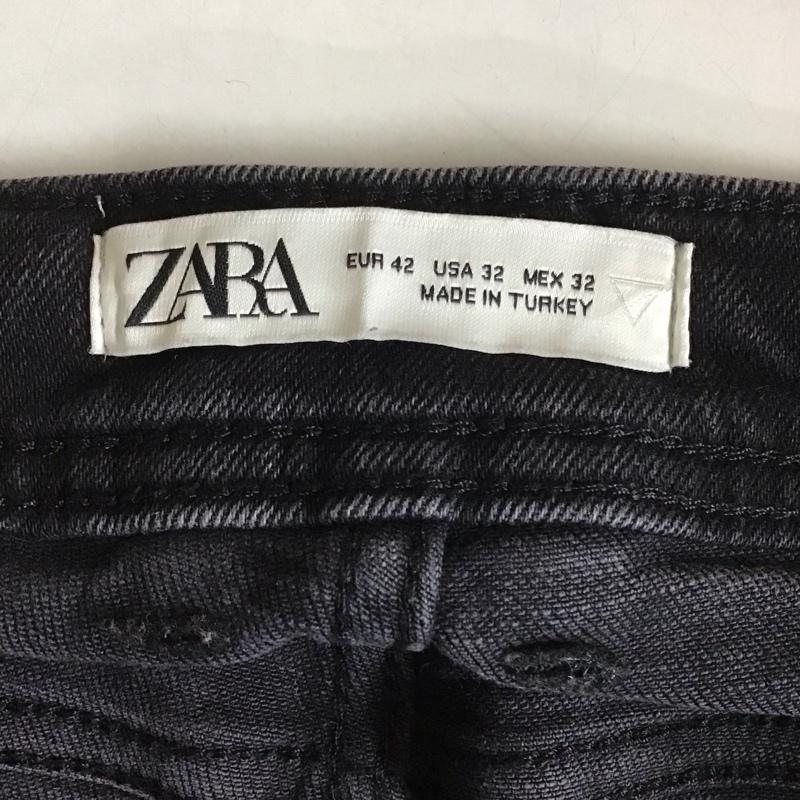 ZARA
EUR 42 USA 32 MEX 32
MADE IN TURKEY